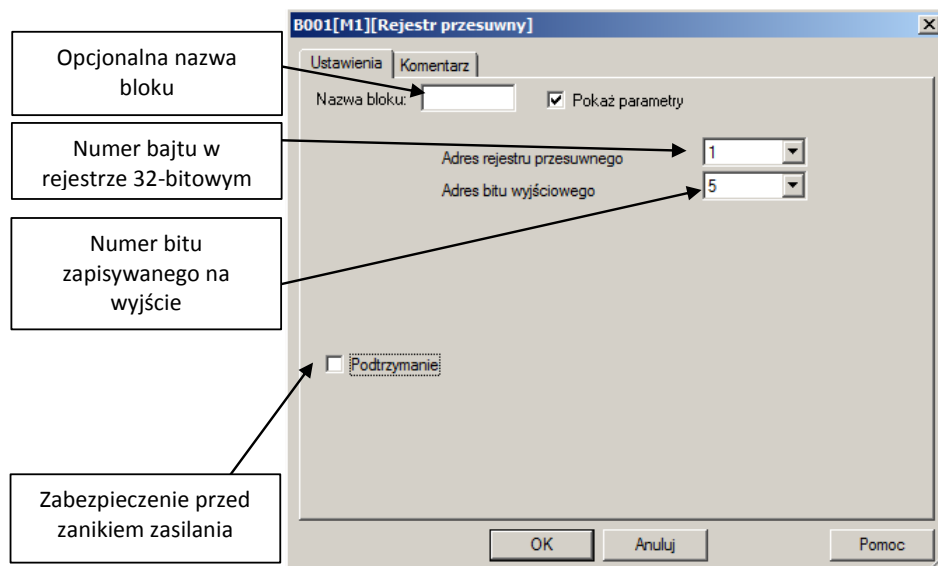 B001[M1][Rejestr przesuwny]
Opcjonalna nazwa
bloku
Ustawienia
Komentarz
Nazwa bloku:
Pokaż parametry
Numer bajtu w
rejestrze 32-bitowym
Adres rejestru przesuwnego
1
Adres bitu wyjściowego
5
Numer bitu
zapisywanego na
wyjście
Podtrzymanie
Zabezpieczenie przed
zanikiem zasilania
OK
Anuluj
Pomoc